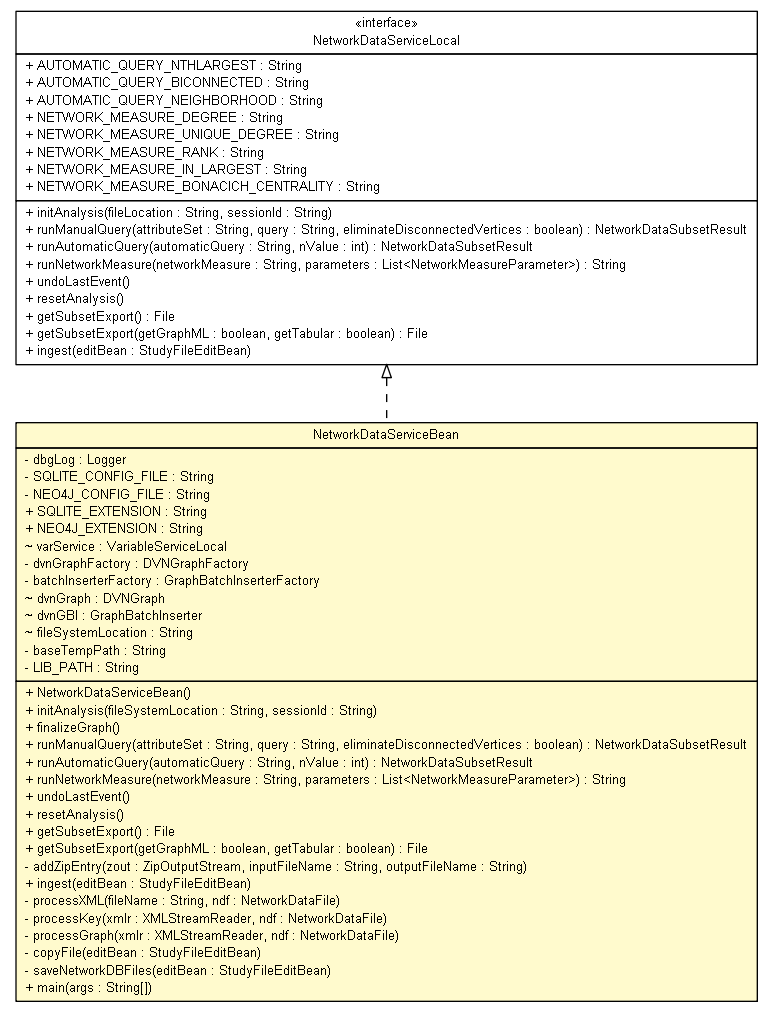 «interface»
NetworkDataServiceLocal
+ AUTOMATIC_QUERY_NTHLARGEST : String
+ AUTOMATIC_QUERY_BICONNECTED : String
+ AUTOMATIC_QUERY_NEIGHBORHOOD : String
+ NETWORK_MEASURE_DEGREE : String
+ NETWORK_MEASURE_UNIQUE_DEGREE : String
+ NETWORK_MEASURE_RANK : String
+ NETWORK_MEASURE_IN_LARGEST : String
+ NETWORK_MEASURE_BONACICH_CENTRALITY : String
+ initAnalysis(fileLocation : String, sessionId : String)
+ runManualQuery(attributeSet : String, query : String, eliminateDisconnectedVertices : boolean) : NetworkDataSubsetResult
+ runAutomaticQuery(automaticQuery : String, nValue : int) : NetworkDataSubsetResult
+ runNetworkMeasure(networkMeasure : String, parameters : List<NetworkMeasureParameter>) : String
+ undoLastEvent()
+ resetAnalysis()
+ getSubsetExport() : File
+ getSubsetExport(getGraphML : boolean, getTabular : boolean) : File
+ ingest(editBean : StudyFileEditBean)
NetworkDataServiceBean
- dbgLog : Logger
- SQLITE_CONFIG_FILE : String
- NEO4J_CONFIG_FILE : String
+ SQLITE_EXTENSION : String
+ NEO4J_EXTENSION : String
~ varService : VariableServiceLocal
- dvnGraphFactory : DVNGraphFactory
- batchInserterFactory : GraphBatchInserterFactory
~ dvnGraph : DVNGraph
~ dvnGBI : GraphBatchInserter
~ fileSystemLocation : String
- baseTempPath : String
- LIB_PATH : String
+ NetworkDataServiceBean()
+ initAnalysis(fileSystemLocation : String, sessionId : String)
+ finalizeGraph()
+ runManualQuery(attributeSet : String, query : String, eliminateDisconnectedVertices : boolean) : NetworkDataSubsetResult
+ runAutomaticQuery(automaticQuery : String, nValue : int) : NetworkDataSubsetResult
+ runNetworkMeasure(networkMeasure : String, parameters : List<NetworkMeasureParameter>) : String
+ undoLastEvent()
+ resetAnalysis()
+ getSubsetExport() : File
+ getSubsetExport(getGraphML : boolean, getTabular : boolean) : File
- addZipEntry(zout : ZipOutputStream, inputFileName : String, outputFileName : String)
+ ingest(editBean : StudyFileEditBean)
- processXML(fileName : String, ndf : NetworkDataFile)
- processKey(xmlr : XMLStreamReader, ndf : NetworkDataFile)
- processGraph(xmlr : XMLStreamReader, ndf : NetworkDataFile)
- copyFile(editBean : StudyFileEditBean)
- saveNetworkDBFiles(editBean : StudyFileEditBean)
+ main(args : String[])